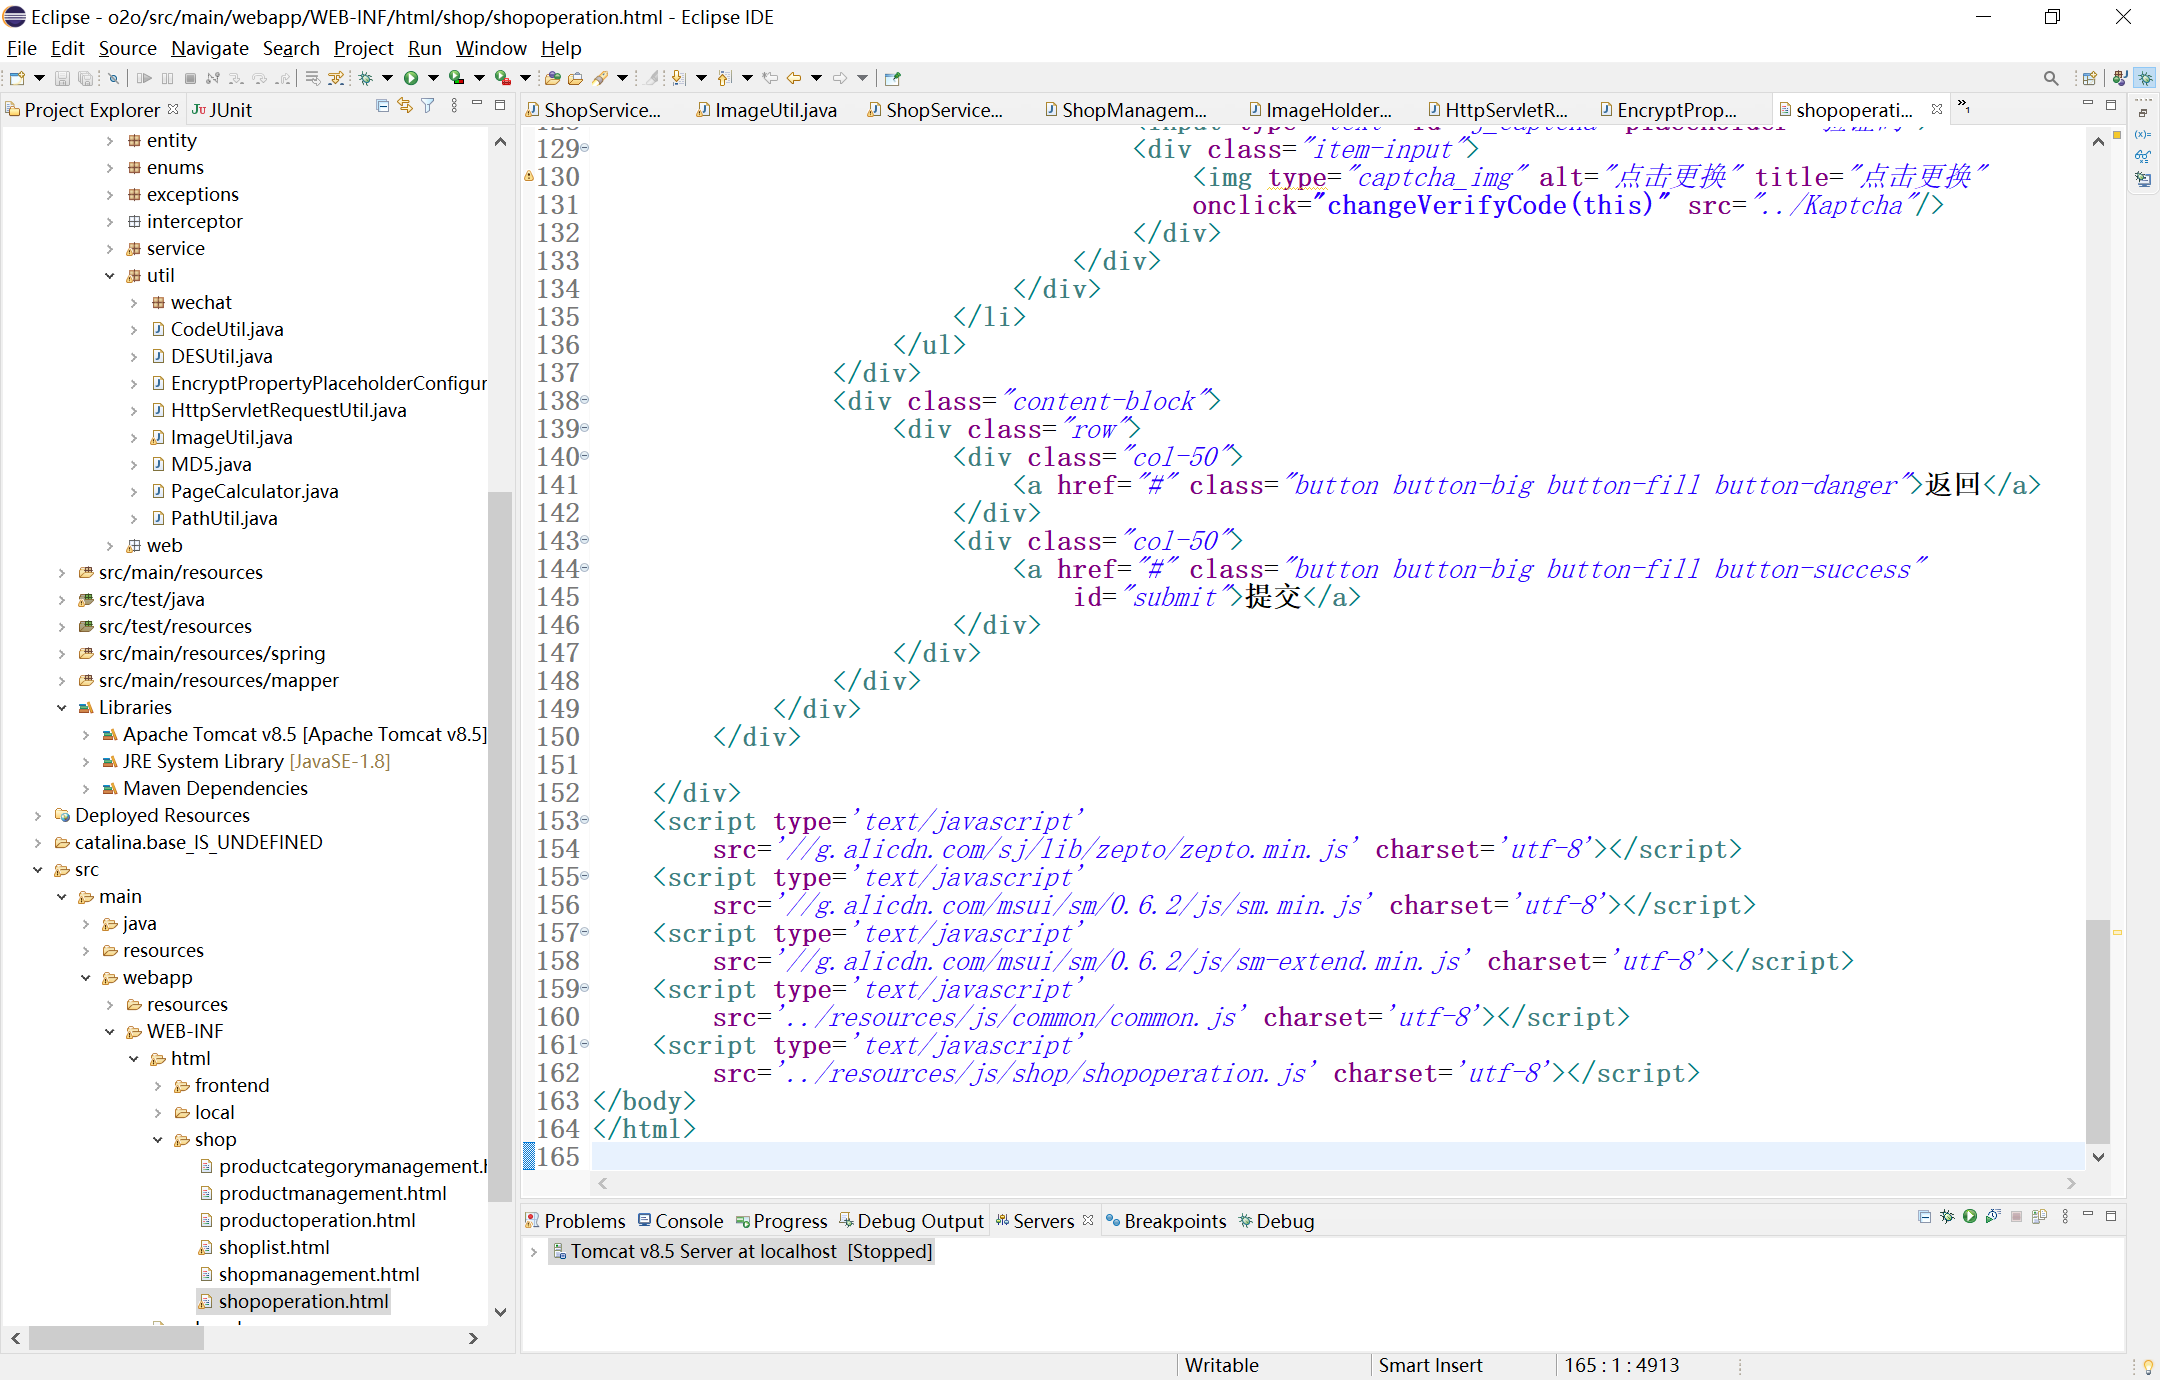 Eclipse - o2o/src/main/webapp/WEB-INF/html/shop/shopoperation.html - Eclipse IDE
File Edit Source Navigate Search Project Run Window Help
Project Explorer JUnit
entity
enums
exceptions
interceptor
service
util
wechat
CodeUtil.java
DESUtil.java
EncryptPropertyPlaceholderConfigur
HttpServletRequestUtil.java
ImageUtil.java
MD5.java
PageCalculator.java
PathUtil.java
web
src/main/resources
src/test/java
src/test/resources
src/main/resources/spring
src/main/resources/mapper
Libraries
Apache Tomcat v8.5 [Apache Tomcat v8.5]
JRE System Library [JavaSE-1.8]
Maven Dependencies
Deployed Resources
catalina.base_IS_UNDEFINED
src
main
java
resources
webapp
resources
WEB-INF
html
frontend
local
shop
productcategorymanagement.h
productmanagement.html
productoperation.html
shoplist.html
shopmanagement.html
shopoperation.html
ShopService... ImageUtil.java ShopService... ShopManagem... ImageHolder... HttpServletR... EncryptProp... shopoperati... »1
129 <div class="item-input">
130 <img type="captcha_img" alt="点击更换" title="点击更换"
131 onclick="changeVerifyCode(this)" src="../Kaptcha"/>
132 </div>
133 </div>
134 </div>
135 </li>
136 </ul>
137 </div>
138 <div class="content-block">
139 <div class="row">
140 <div class="col-50">
141 <a href="#" class="button button-big button-fill button-danger">返回</a>
142 </div>
143 <div class="col-50">
144 <a href="#" class="button button-big button-fill button-success"
145 id="submit">提交</a>
146 </div>
147 </div>
148 </div>
149 </div>
150 </div>
151
152 </div>
153 <script type='text/javascript'
154 src='//g.alicdn.com/sj/lib/zepto/zepto.min.js' charset='utf-8'></script>
155 <script type='text/javascript'
156 src='//g.alicdn.com/msui/sm/0.6.2/js/sm.min.js' charset='utf-8'></script>
157 <script type='text/javascript'
158 src='//g.alicdn.com/msui/sm/0.6.2/js/sm-extend.min.js' charset='utf-8'></script>
159 <script type='text/javascript'
160 src='../resources/js/common/common.js' charset='utf-8'></script>
161 <script type='text/javascript'
162 src='../resources/js/shop/shopoperation.js' charset='utf-8'></script>
163 </body>
164 </html>
165
Problems Console Progress Debug Output Servers Breakpoints Debug
Tomcat v8.5 Server at localhost [Stopped]
Writable Smart Insert 165 : 1 : 4913